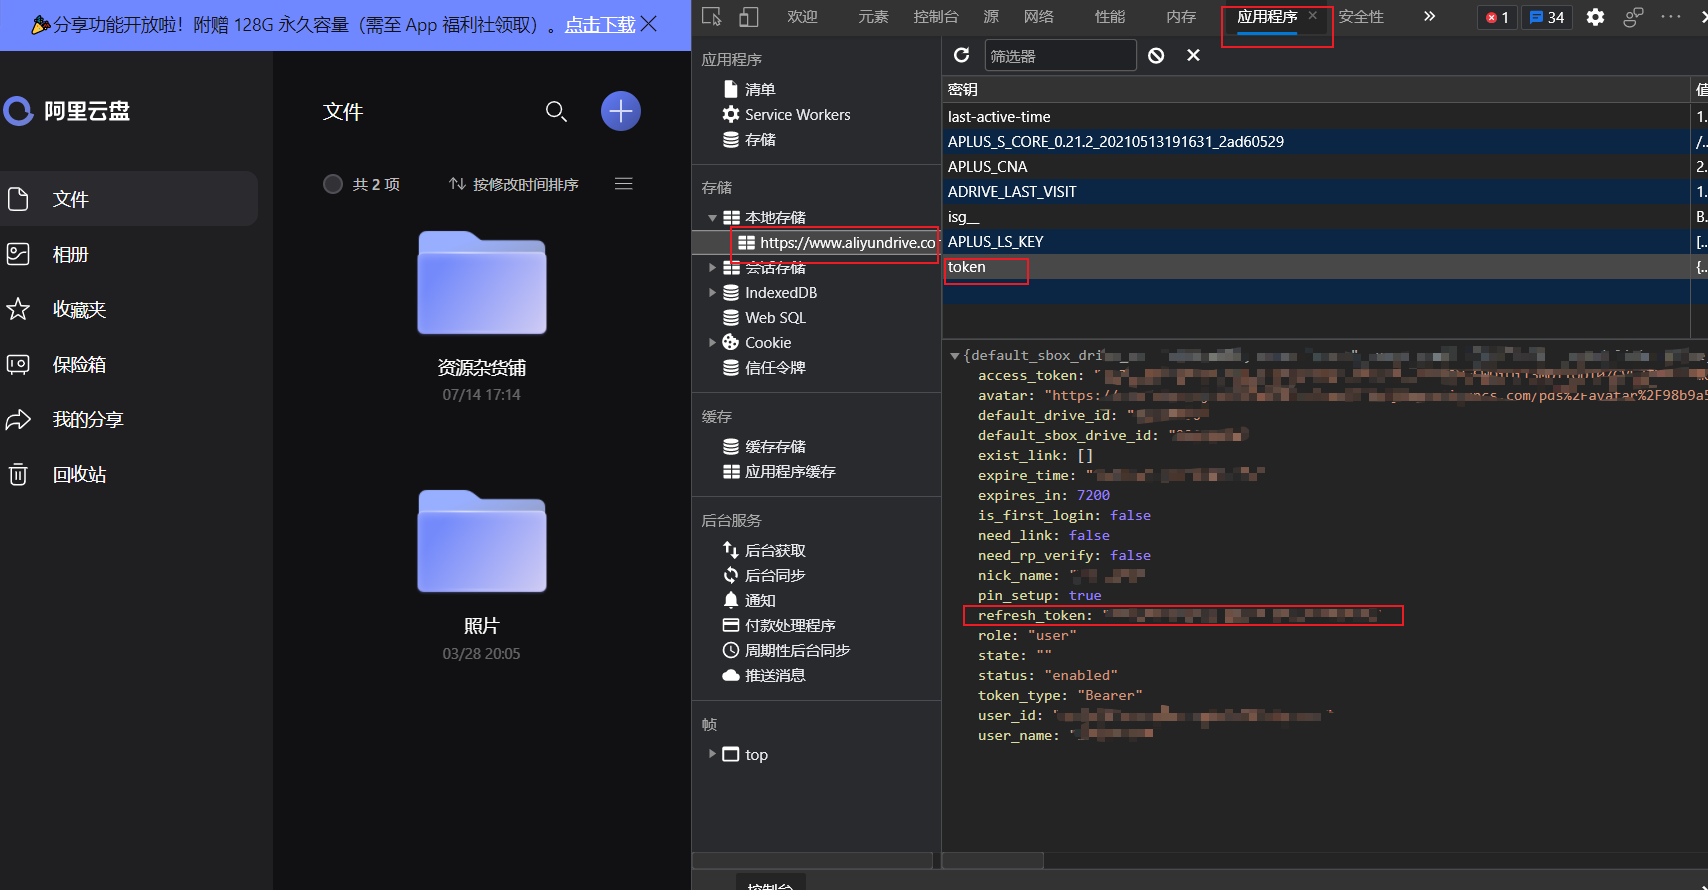 分享功能开放啦！附赠 128G 永久容量（需至 App 福利社领取）。点击下载
阿里云盘
文件
相册
收藏夹
保险箱
我的分享
回收站
文件
共 2 项
按修改时间排序
资源杂货铺
07/14 17:14
照片
03/28 20:05
欢迎
元素
控制台
源
网络
性能
内存
应用程序
安全性
1
34
应用程序
清单
Service Workers
存储
存储
本地存储
https://www.aliyundrive.co
会话存储
IndexedDB
Web SQL
Cookie
信任令牌
缓存
缓存存储
应用程序缓存
后台服务
后台获取
后台同步
通知
付款处理程序
周期性后台同步
推送消息
帧
top
筛选器
密钥
值
last-active-time
1.
APLUS_S_CORE_0.21.2_20210513191631_2ad60529
/..
APLUS_CNA
2.
ADRIVE_LAST_VISIT
1.
isg__
B.
APLUS_LS_KEY
[..
token
{..
{default_sbox_dri
access_token: "
avatar: "https://
.com/pds%2Favatar%2F98b9a5
default_drive_id: "
default_sbox_drive_id: "
exist_link: []
expire_time: "
expires_in: 7200
is_first_login: false
need_link: false
need_rp_verify: false
nick_name: "
pin_setup: true
refresh_token: "
role: "user"
state: ""
status: "enabled"
token_type: "Bearer"
user_id: "
user_name: "
控制台